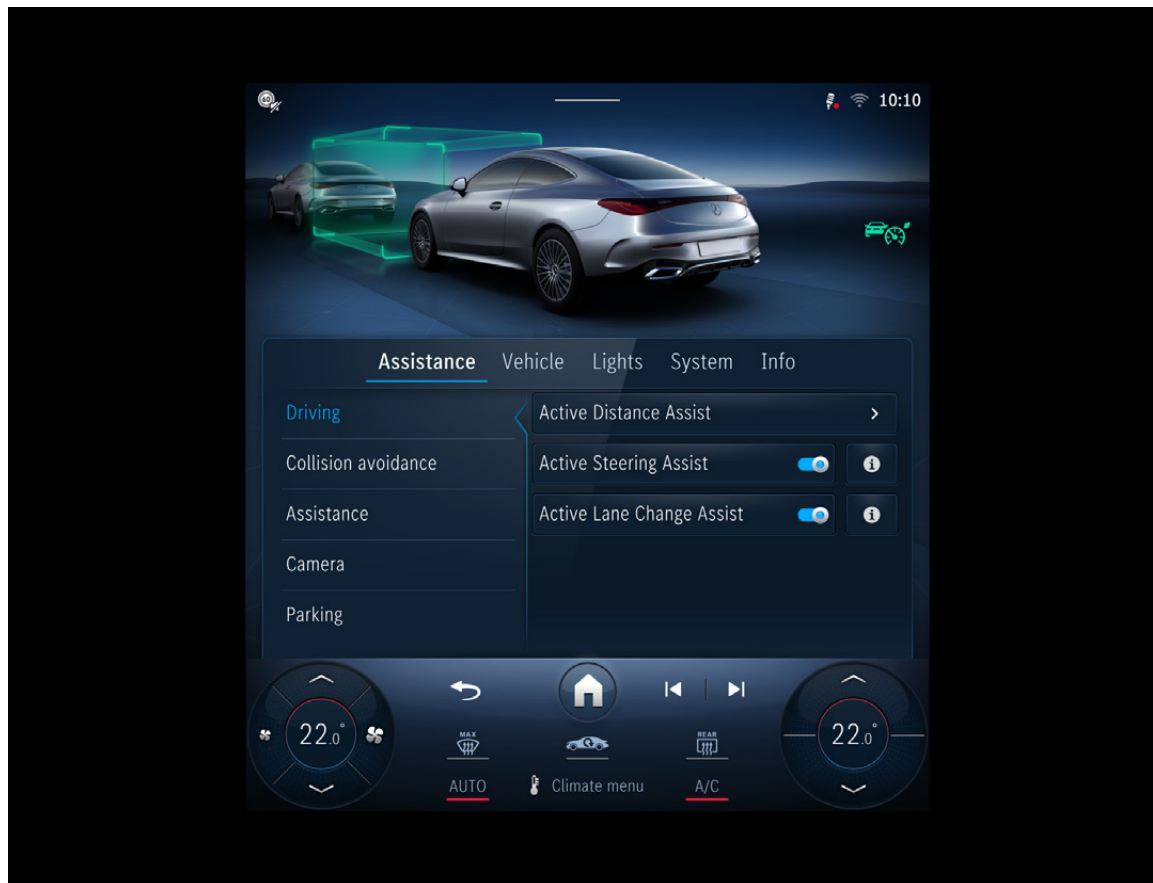 60
10:10
Assistance Vehicle Lights System Info
Driving
Active Distance Assist
Collision avoidance
Active Steering Assist
Assistance
Active Lane Change Assist
Camera
Parking
22.0°
MAX
REAR
22.0°
AUTO
Climate menu
A/C